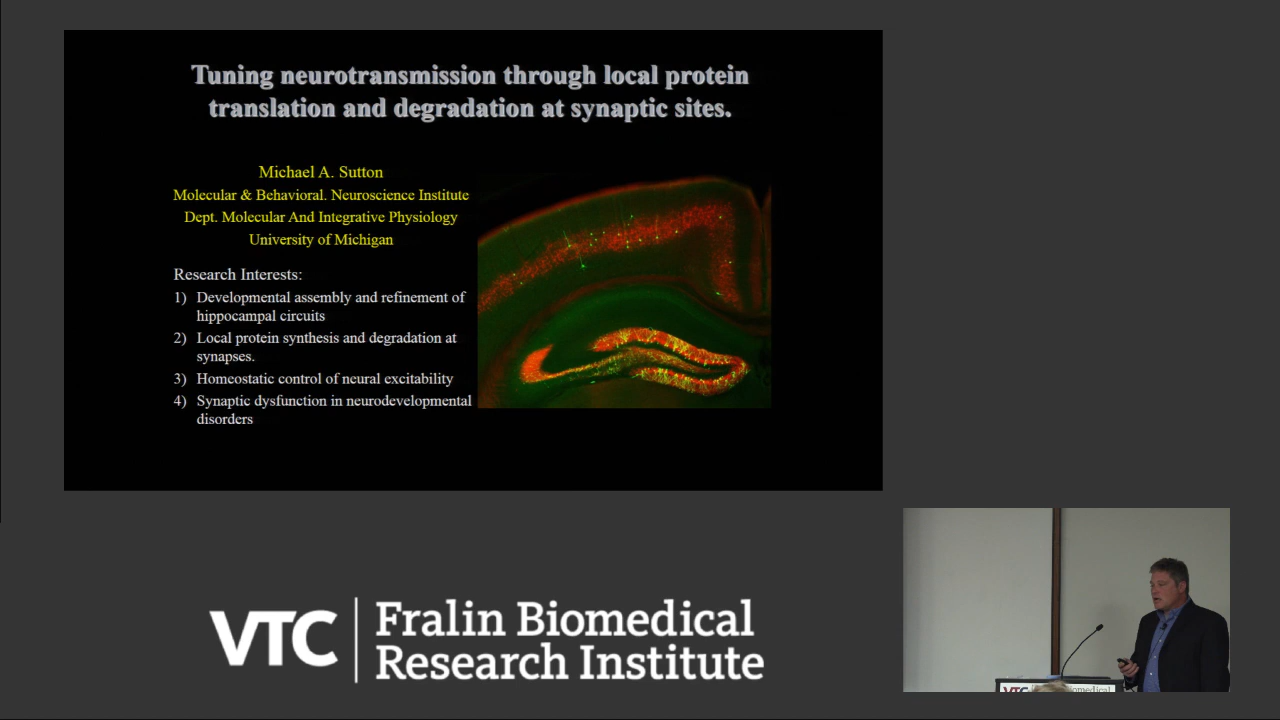 Tuning neurotransmission through local protein
translation and degradation at synaptic sites.
Michael A. Sutton
Molecular & Behavioral. Neuroscience Institute
Dept. Molecular And Integrative Physiology
University of Michigan
Research Interests:
1) Developmental assembly and refinement of
hippocampal circuits
2) Local protein synthesis and degradation at
synapses.
3) Homeostatic control of neural excitability
4) Synaptic dysfunction in neurodevelopmental
disorders
VTC
Fralin Biomedical
Research Institute
VTC